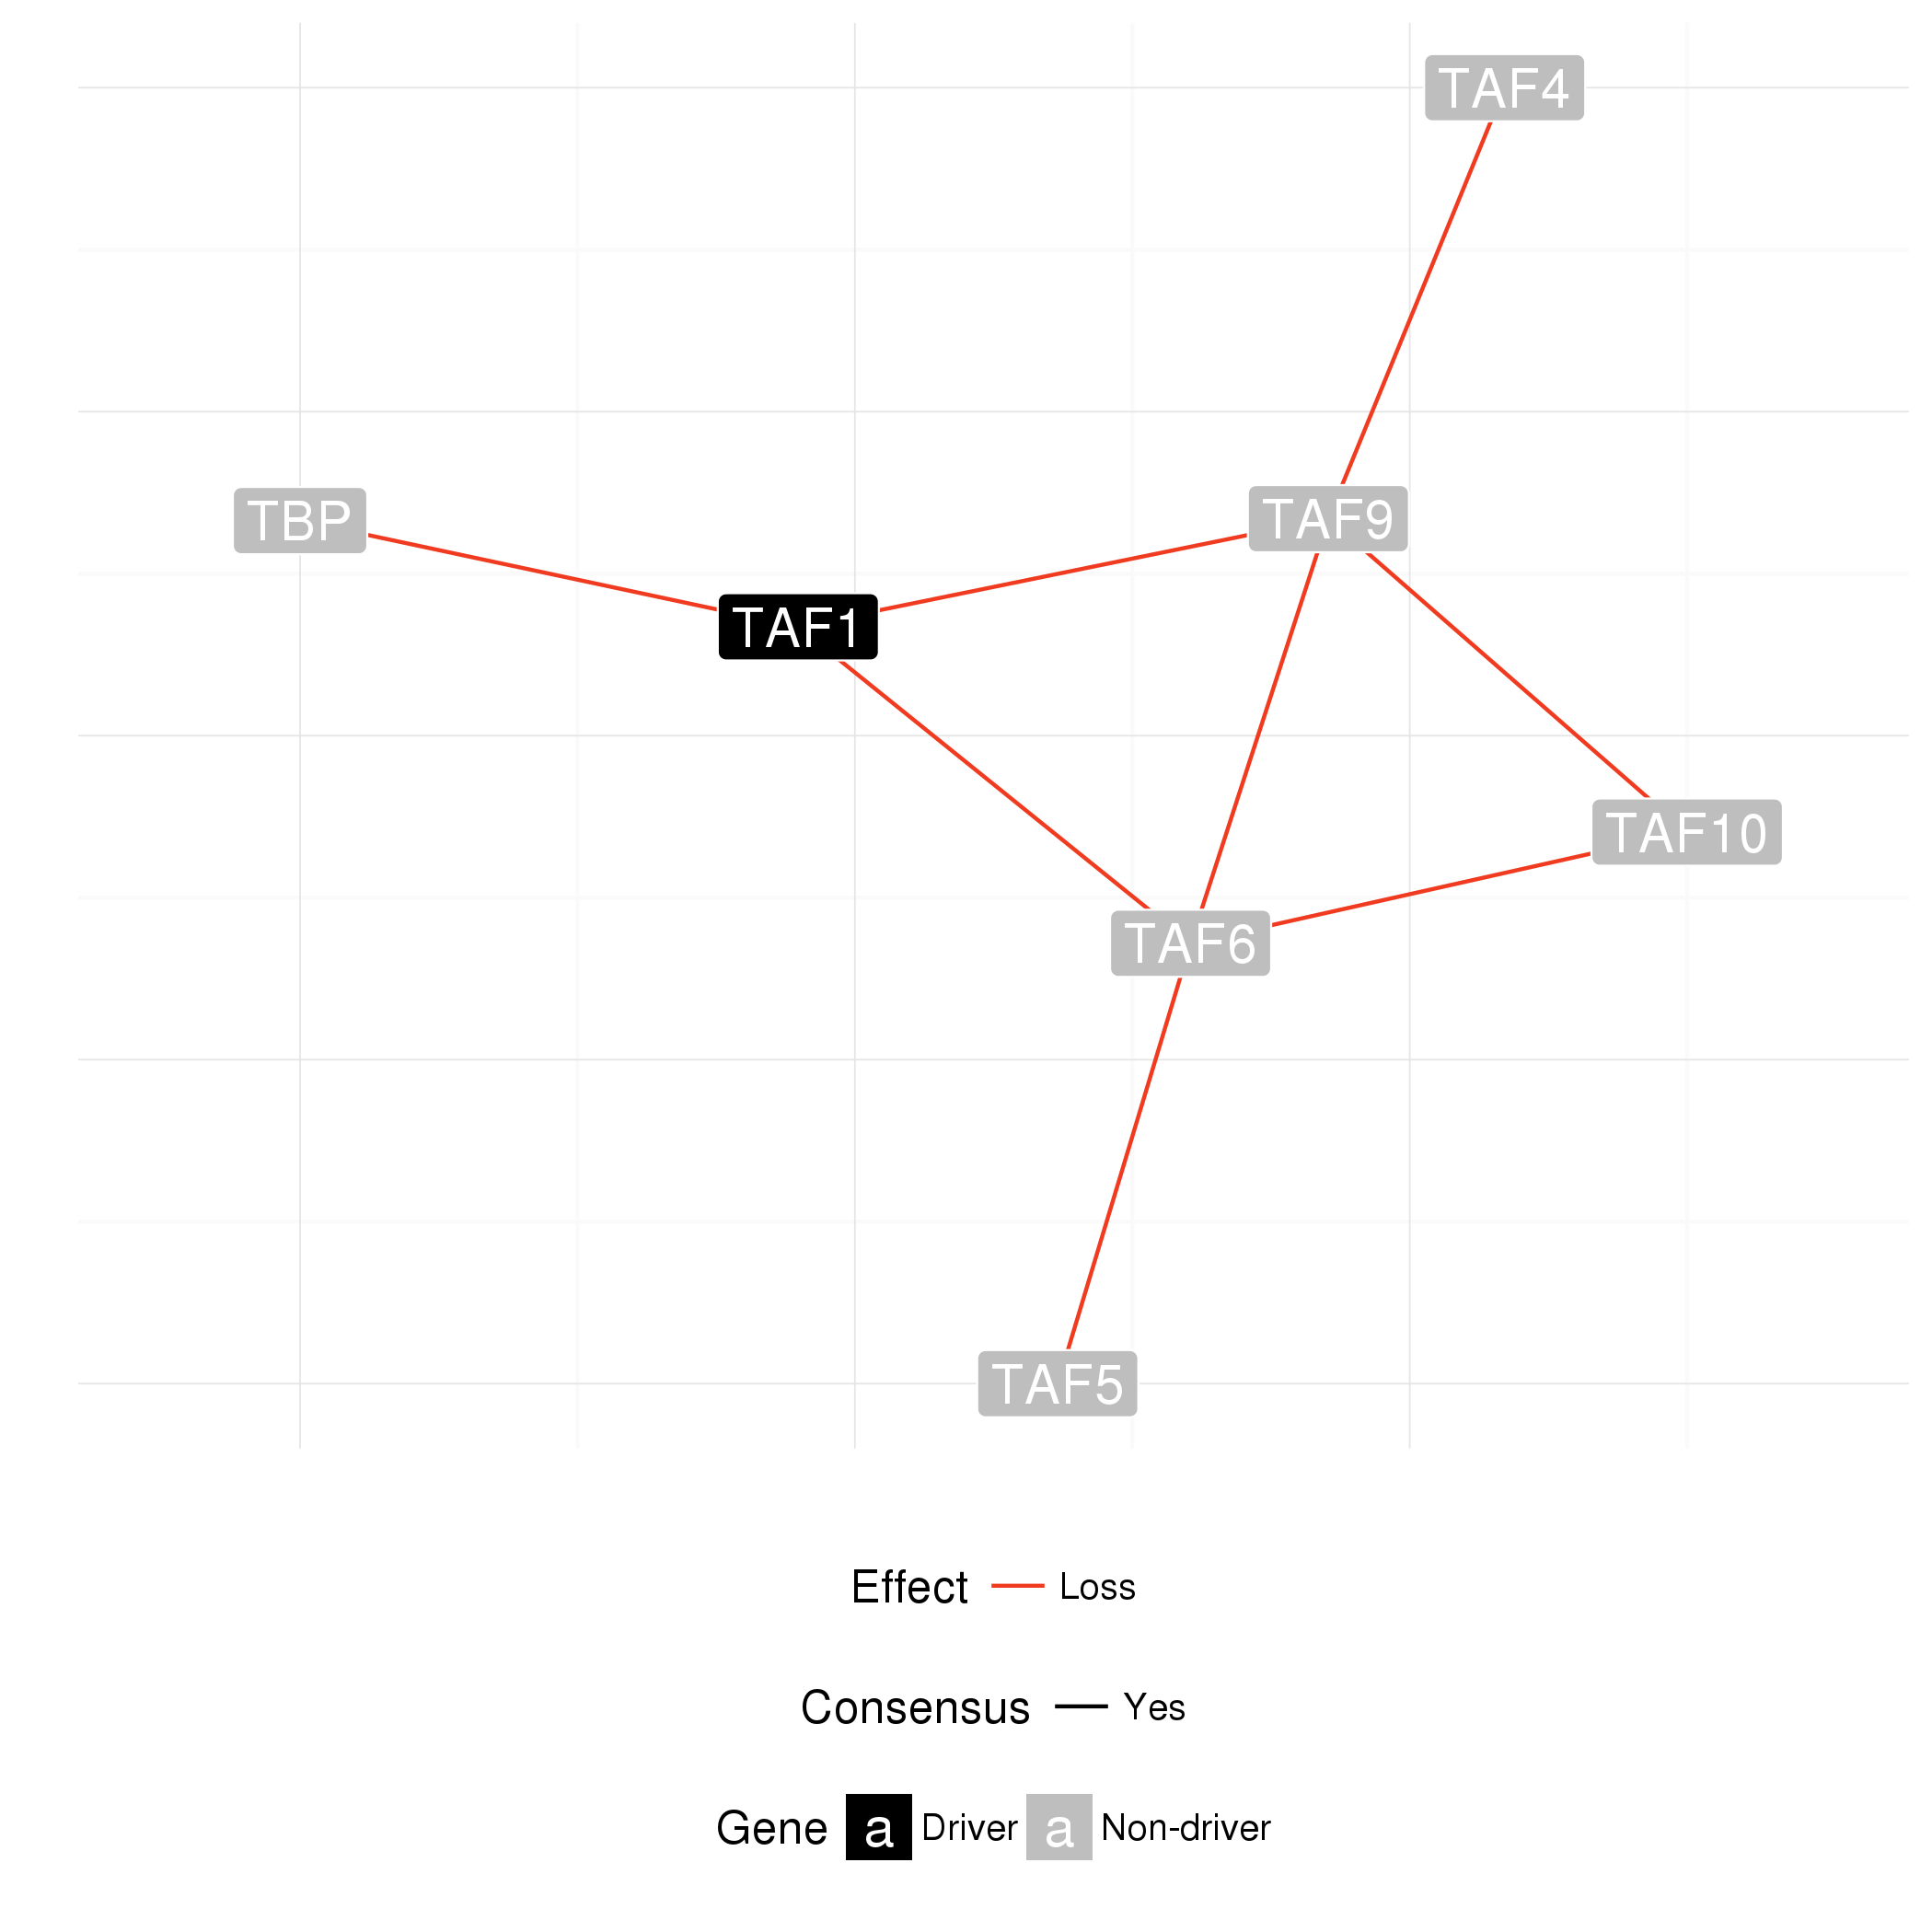 TAF4
TBP
TAF9
TAF1
TAF10
TAF6
TAF5
Effect Loss
Consensus Yes
Gene a Driver a Non-driver